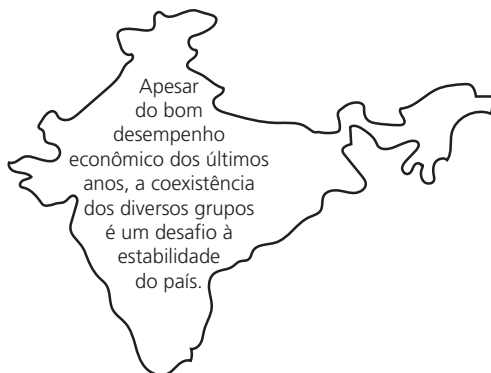 Apesar
do bom
desempenho
econômico dos últimos
anos, a coexistência
dos diversos grupos
é um desafio à
estabilidade
do país.